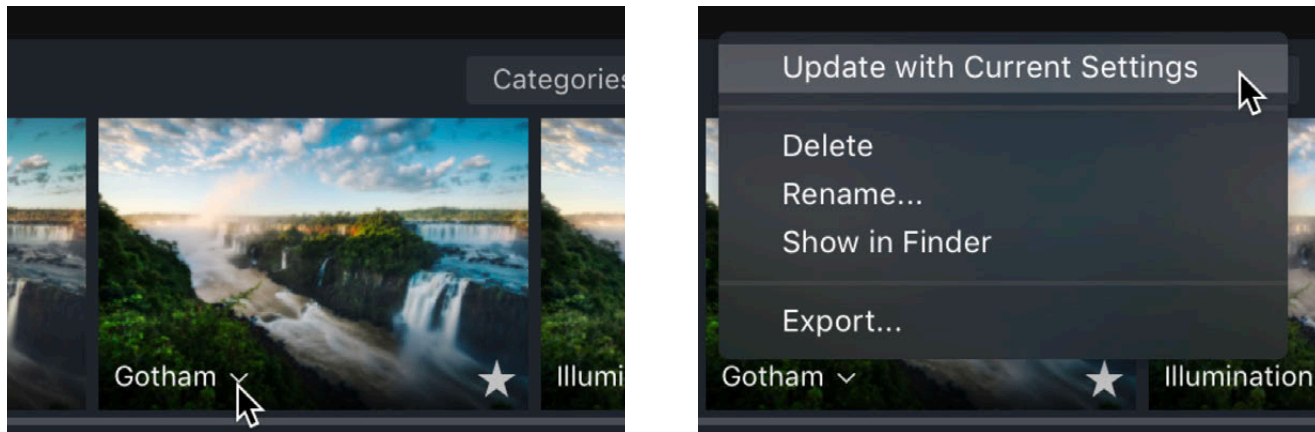 Categories
Gotham
Illumi
Update with Current Settings
Delete
Rename...
Show in Finder
Export...
Gotham
Illumination